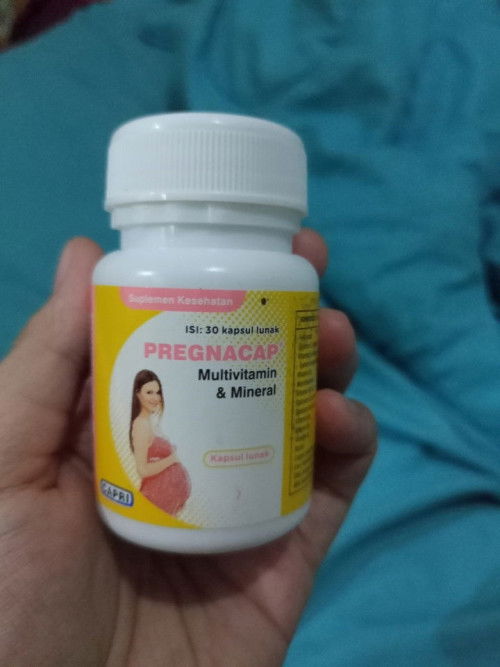 Suplemen Kesehatan
ISI: 30 kapsul lunak
PREGNACAP
Multivitamin
& Mineral
Kapsul lunak
CAPRI